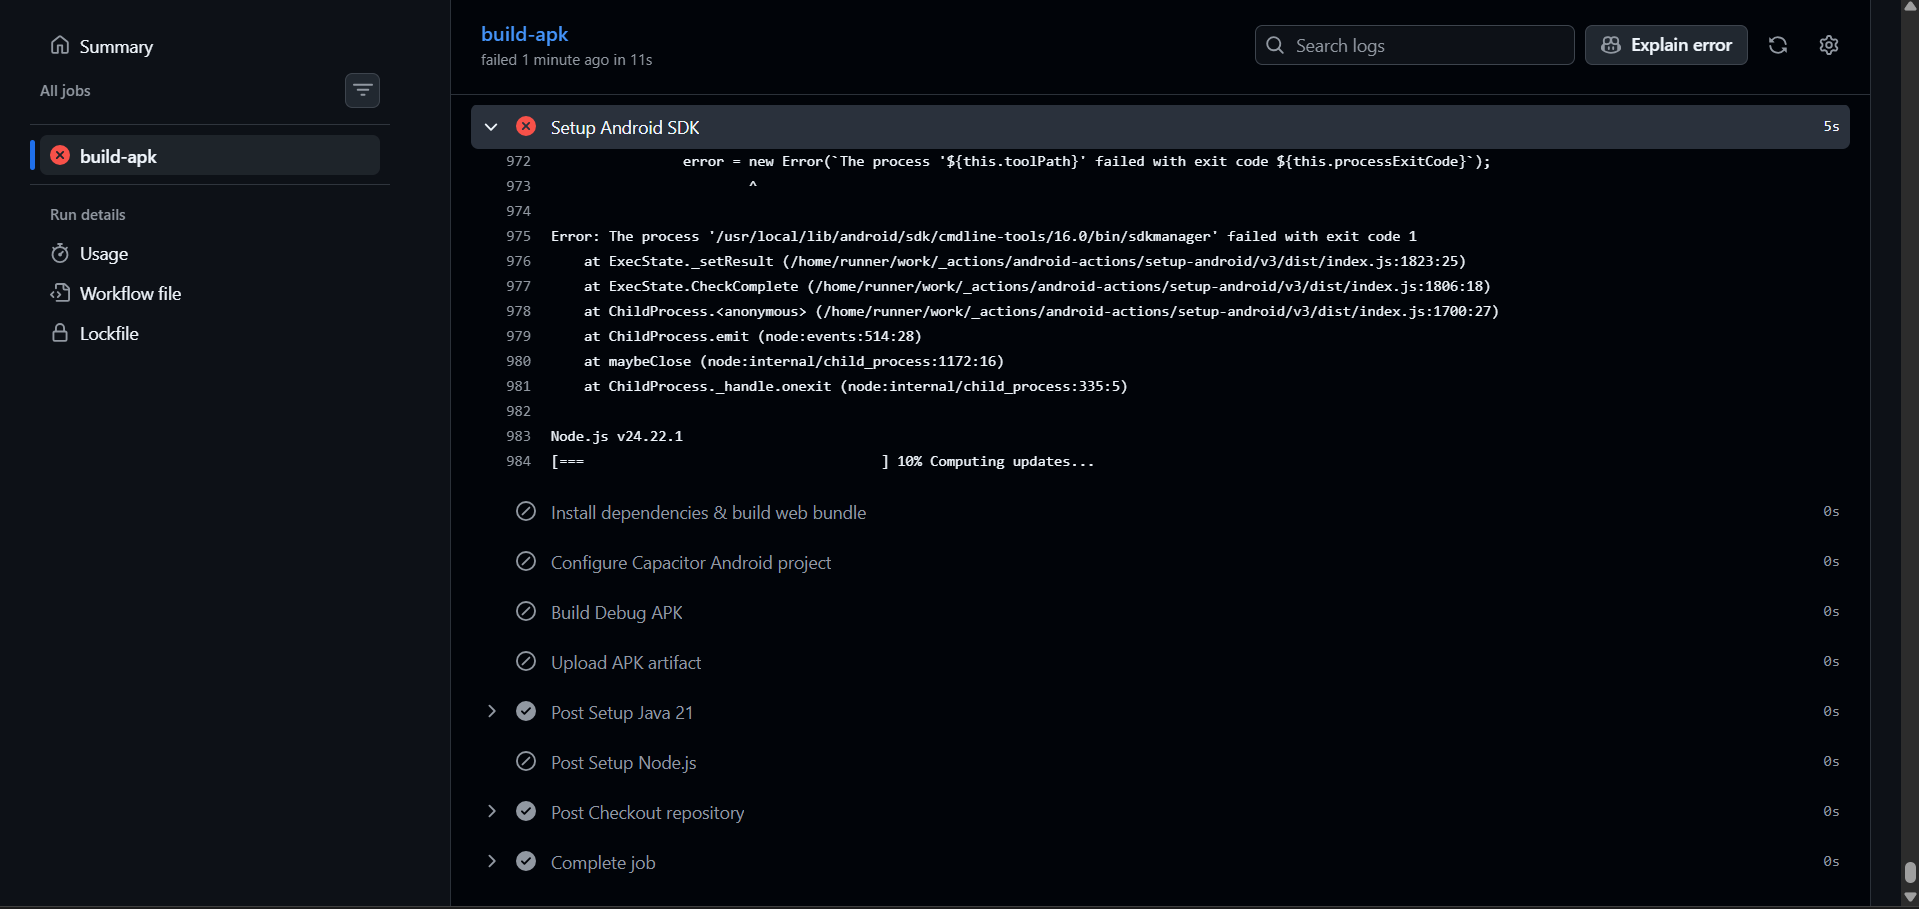 Summary
All jobs
build-apk
Run details
Usage
Workflow file
Lockfile
build-apk
failed 1 minute ago in 11s
Search logs
Explain error
Setup Android SDK 5s
972 error = new Error(`The process '${this.toolPath}' failed with exit code ${this.processExitCode}`);
973 ^
974
975 Error: The process '/usr/local/lib/android/sdk/cmdline-tools/16.0/bin/sdkmanager' failed with exit code 1
976 at ExecState._setResult (/home/runner/work/_actions/android-actions/setup-android/v3/dist/index.js:1823:25)
977 at ExecState.CheckComplete (/home/runner/work/_actions/android-actions/setup-android/v3/dist/index.js:1806:18)
978 at ChildProcess.<anonymous> (/home/runner/work/_actions/android-actions/setup-android/v3/dist/index.js:1700:27)
979 at ChildProcess.emit (node:events:514:28)
980 at maybeClose (node:internal/child_process:1172:16)
981 at ChildProcess._handle.onexit (node:internal/child_process:335:5)
982
983 Node.js v24.22.1
984 [=== ] 10% Computing updates...
Install dependencies & build web bundle 0s
Configure Capacitor Android project 0s
Build Debug APK 0s
Upload APK artifact 0s
Post Setup Java 21 0s
Post Setup Node.js 0s
Post Checkout repository 0s
Complete job 0s